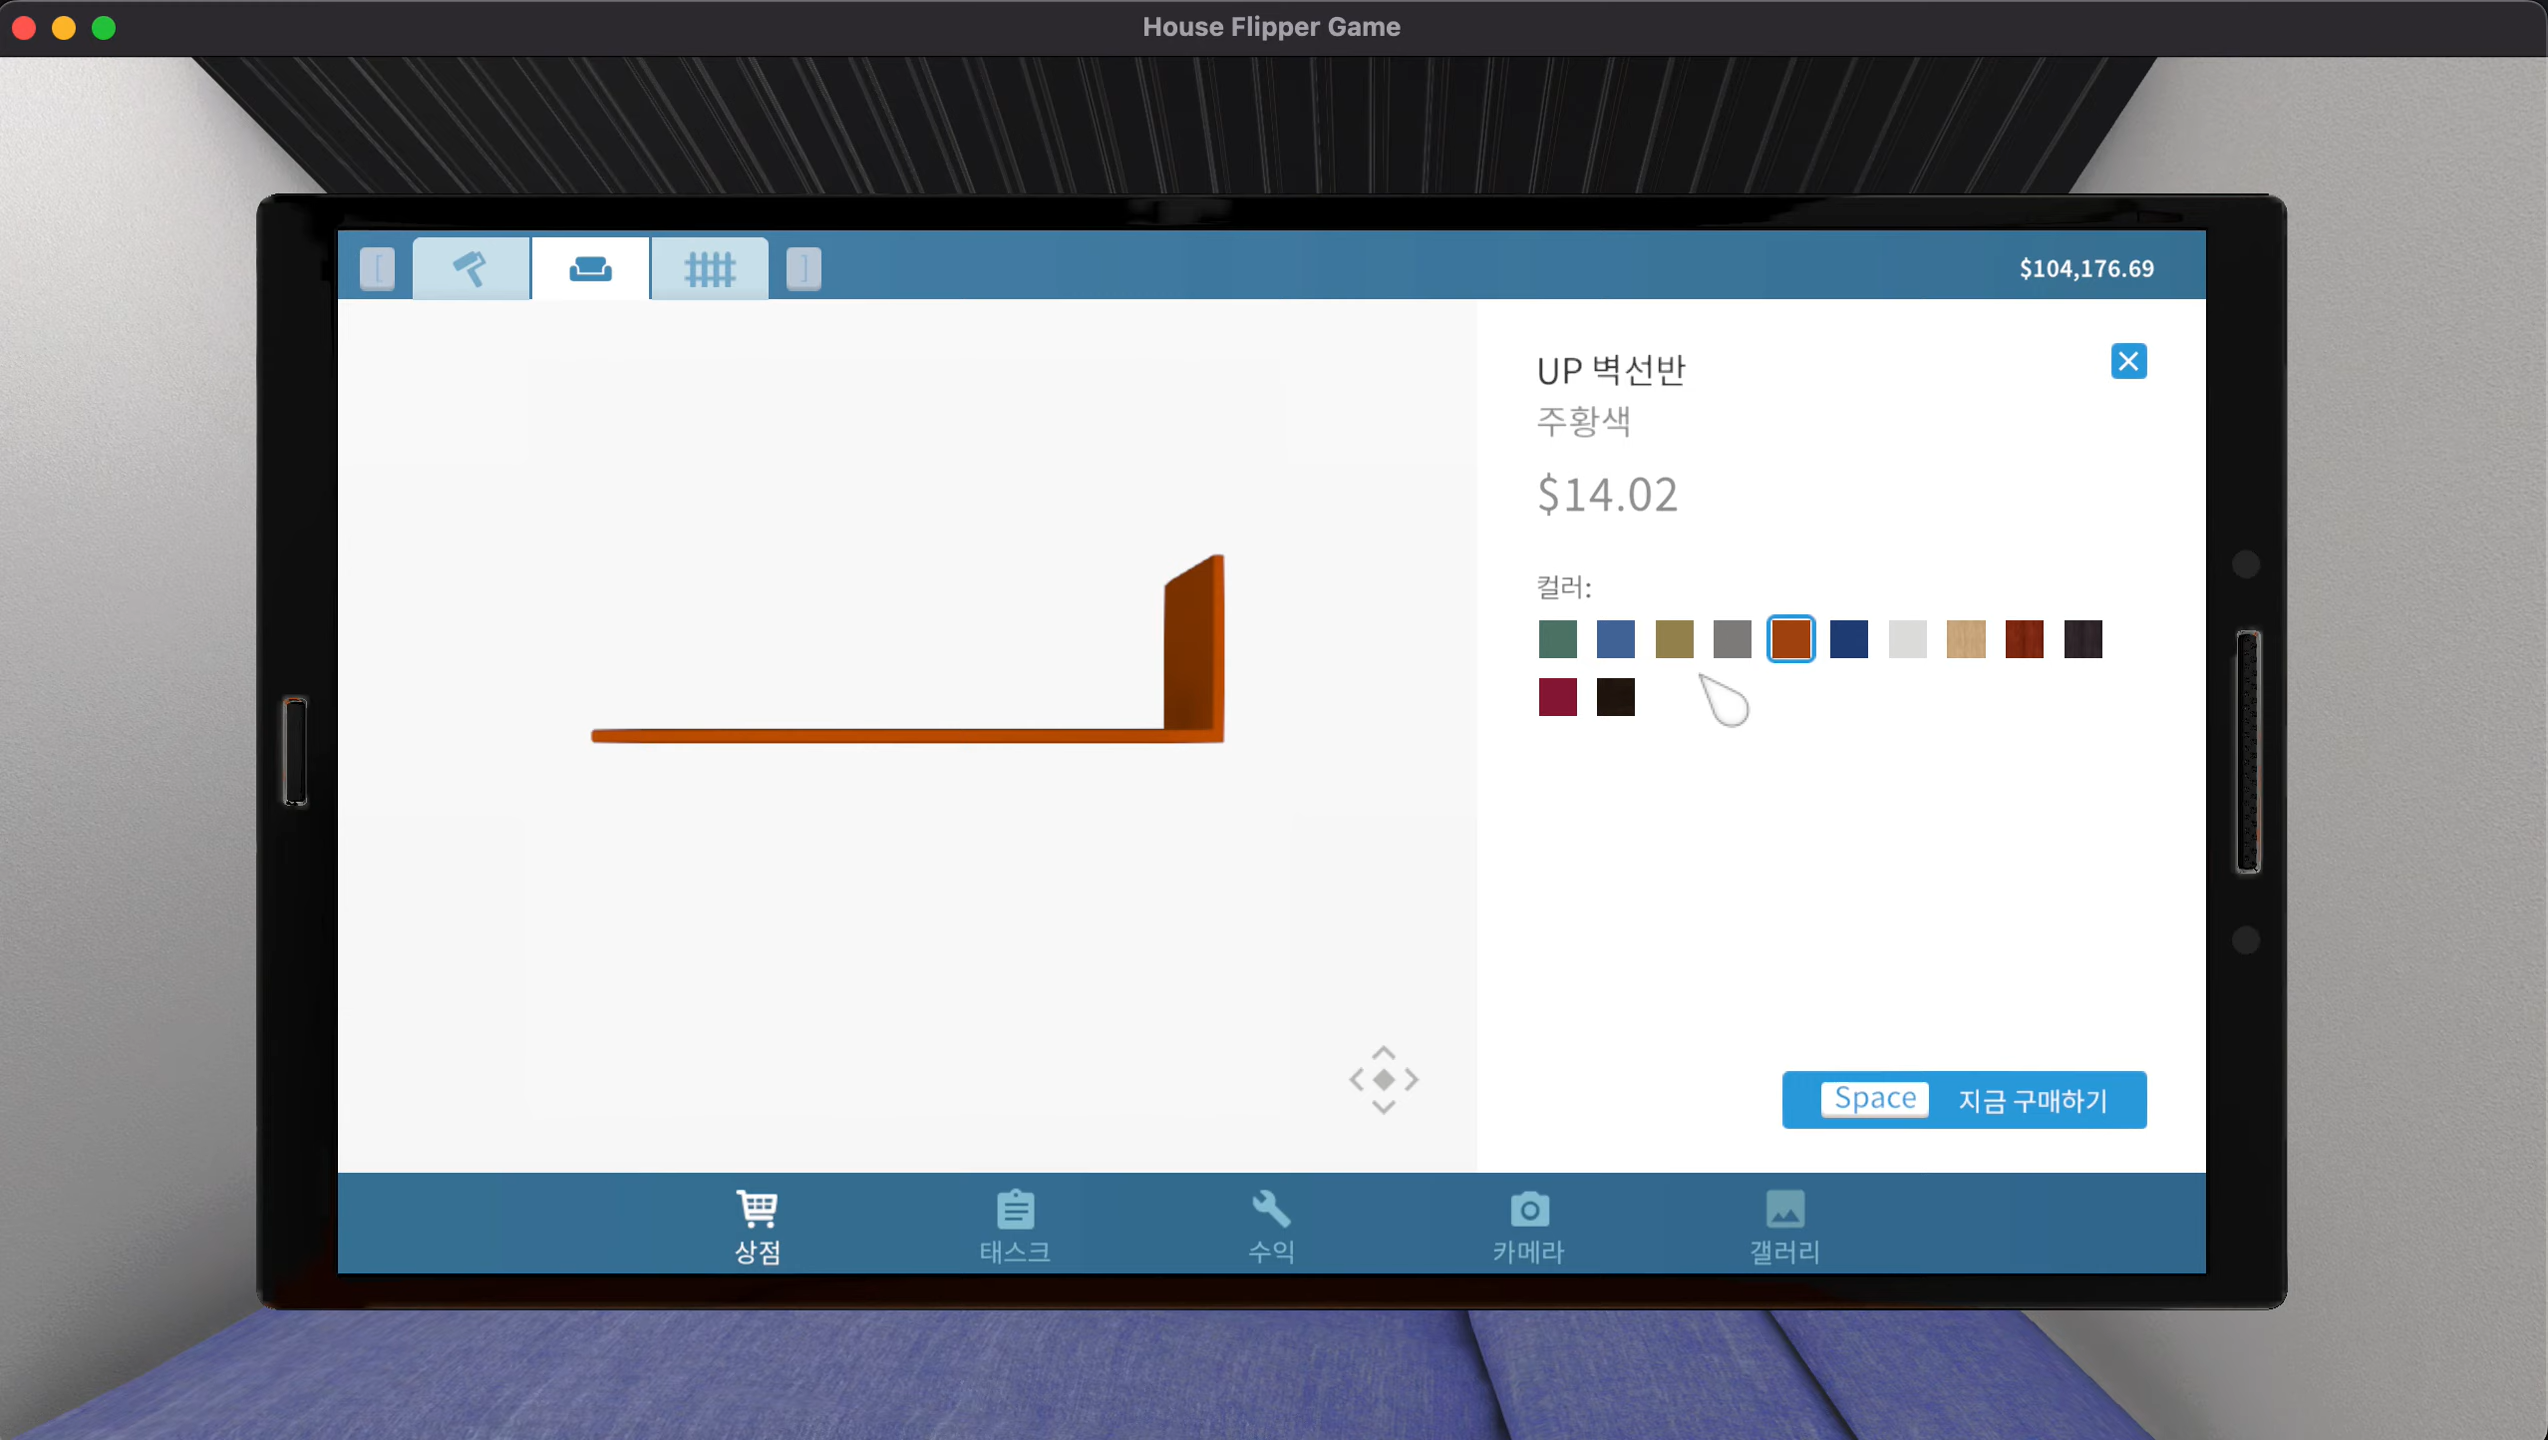 House Flipper Game
[
]
$104,176.69
UP 벽선반
주황색
$14.02
컬러:
Space 지금 구매하기
상점
태스크
수익
카메라
갤러리